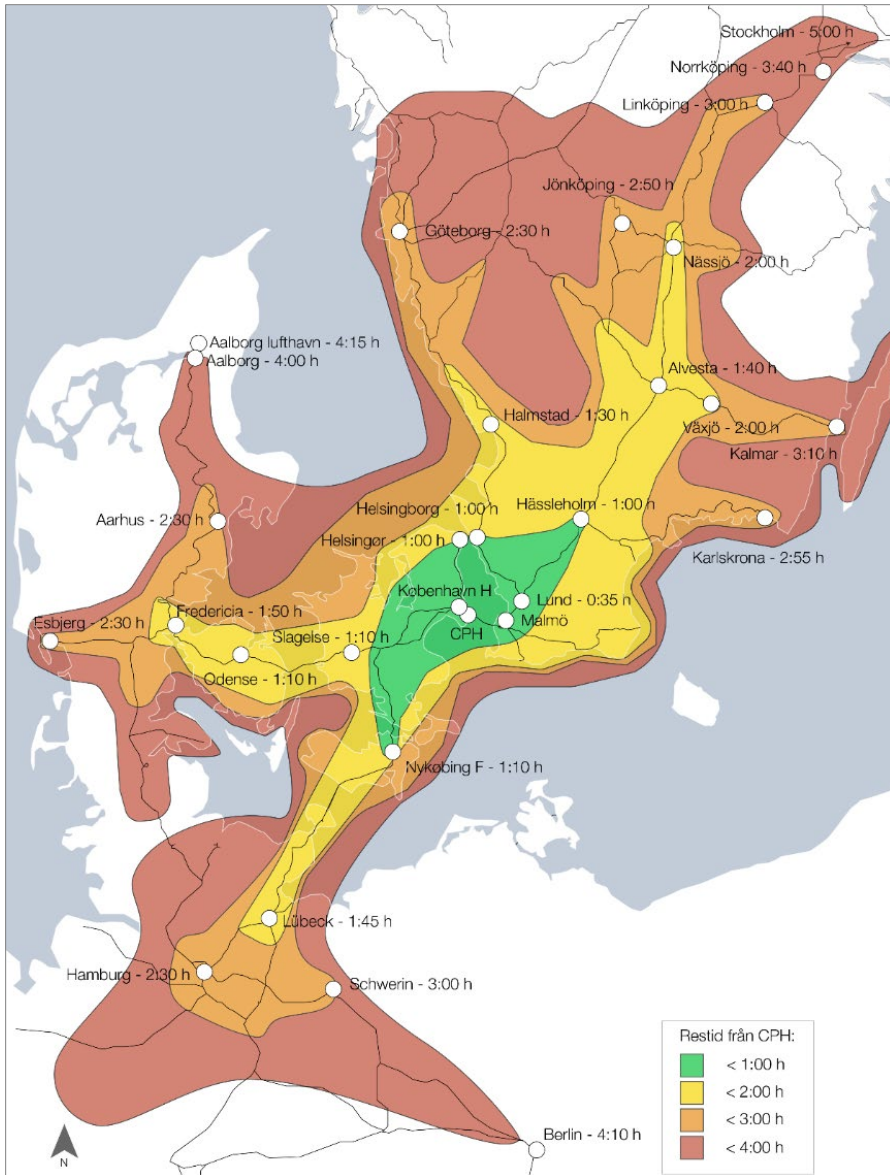 Stockholm - 5:00 h
Norrköping - 3:40 h
Linköping - 3:00 h
Jönköping - 2:50 h
Göteborg - 2:30 h
Nässjö - 2:00 h
Aalborg lufthavn - 4:15 h
Aalborg - 4:00 h
Alvesta - 1:40 h
Växjö - 2:00 h
Halmstad - 1:30 h
Kalmar - 3:10 h
Helsingborg - 1:00 h
Hässleholm - 1:00 h
Aarhus - 2:30 h
Helsingør - 1:00 h
Karlskrona - 2:55 h
København H
Lund - 0:35 h
CPH
Malmö
Fredericia - 1:50 h
Esbjerg - 2:30 h
Slagelse - 1:10 h
Odense - 1:10 h
Nykøbing F - 1:10 h
Lübeck - 1:45 h
Hamburg - 2:30 h
Schwerin - 3:00 h
Restid från CPH:
< 1:00 h
< 2:00 h
< 3:00 h
< 4:00 h
Berlin - 4:10 h
N